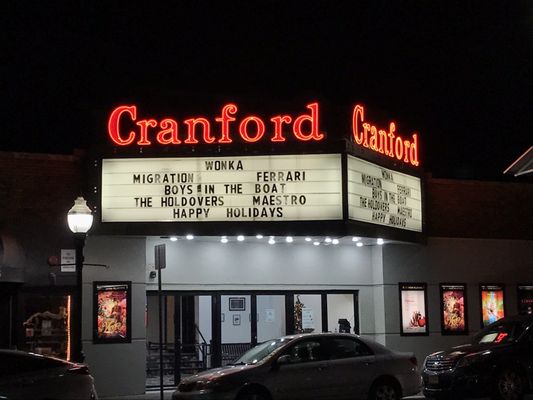 Cranford
WONKA
MIGRATION FERRARI
BOYS IN THE BOAT
THE HOLDOVERS MAESTRO
HAPPY HOLIDAYS
Cranford
WONKA
MIGRATION FERRARI
BOYS IN THE BOAT
THE HOLDOVERS MAESTRO
HAPPY HOLIDAYS